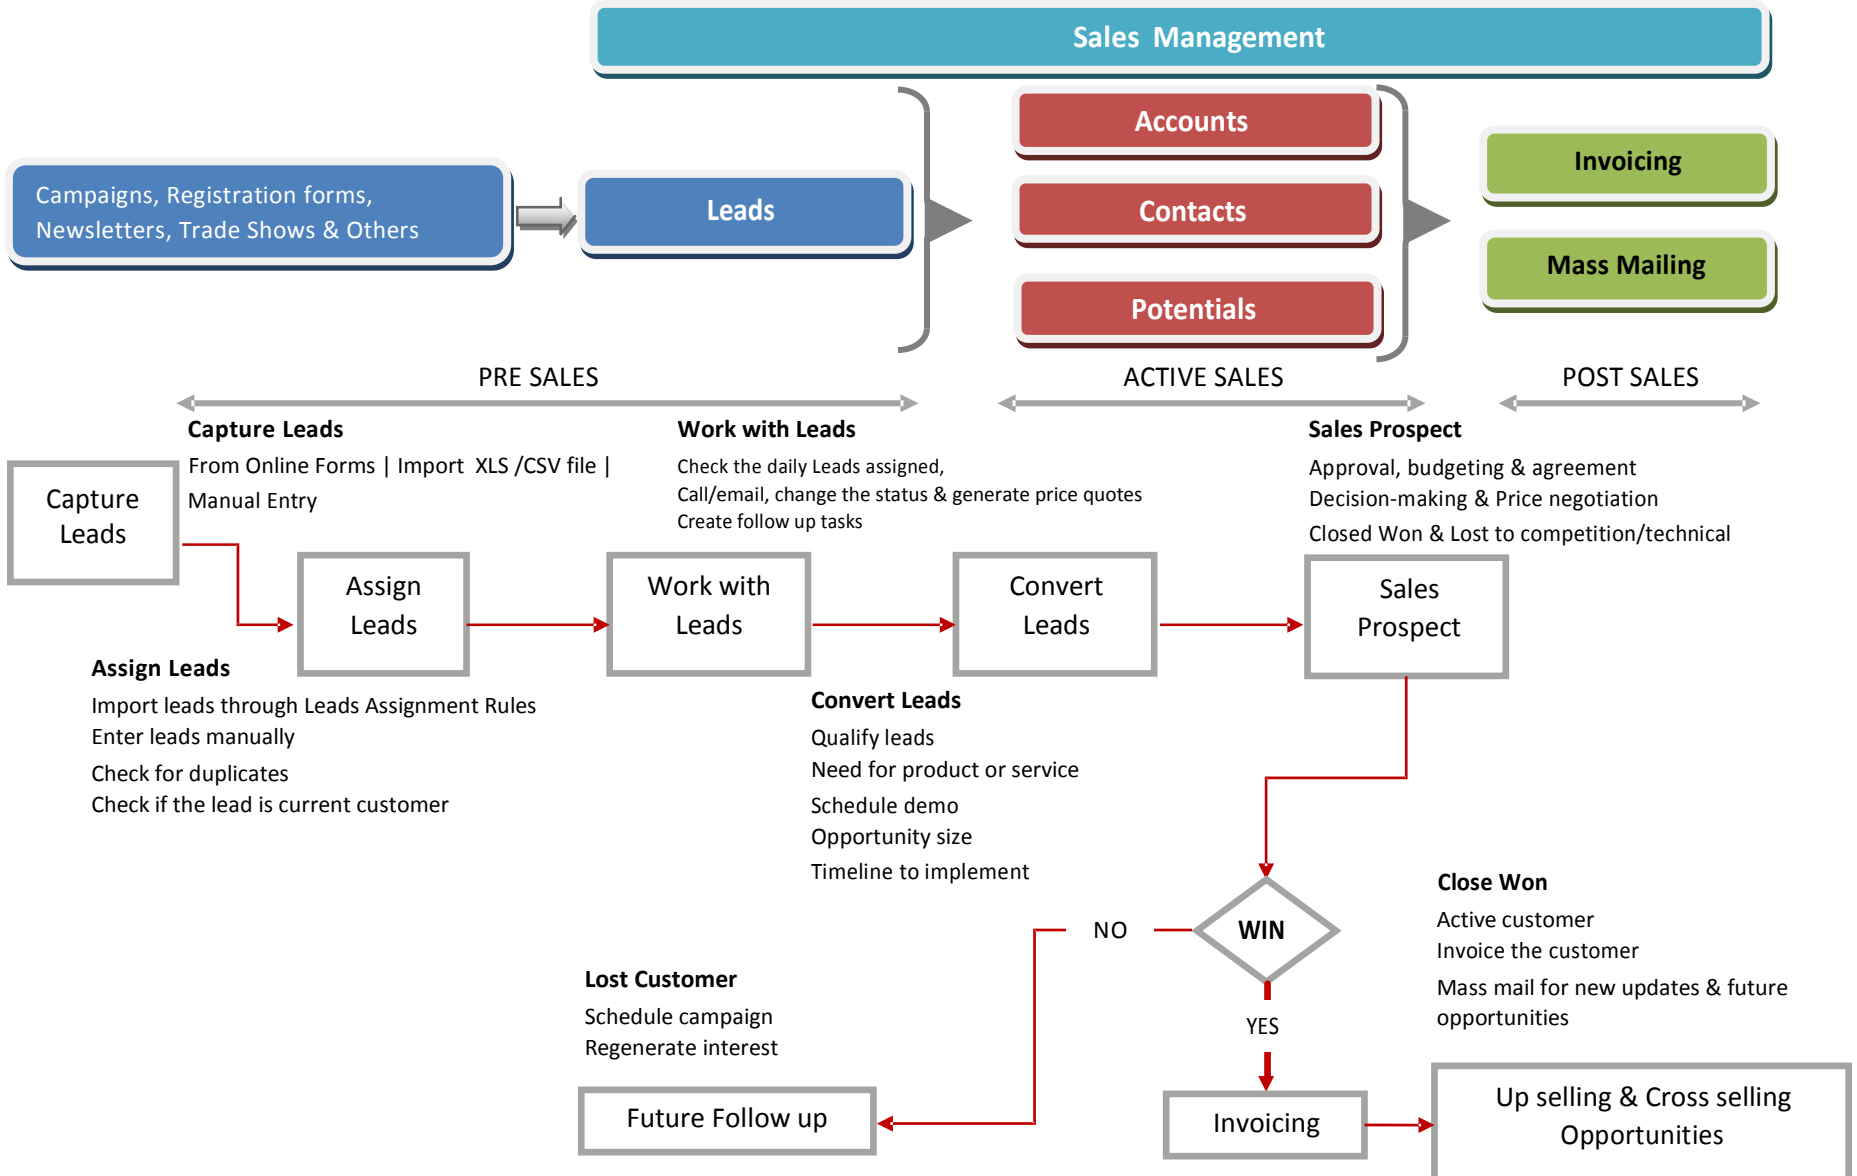 Sales Management
Accounts
Campaigns, Registration forms,
Newsletters, Trade Shows & Others
Leads
Contacts
Potentials
Invoicing
Mass Mailing
PRE SALES
ACTIVE SALES
POST SALES
Capture Leads
From Online Forms | Import XLS /CSV file |
Manual Entry
Work with Leads
Check the daily Leads assigned,
Call/email, change the status & generate price quotes
Create follow up tasks
Sales Prospect
Approval, budgeting & agreement
Decision-making & Price negotiation
Closed Won & Lost to competition/technical
Capture
Leads
Assign
Leads
Work with
Leads
Convert
Leads
Sales
Prospect
Assign Leads
Import leads through Leads Assignment Rules
Enter leads manually
Check for duplicates
Check if the lead is current customer
Convert Leads
Qualify leads
Need for product or service
Schedule demo
Opportunity size
Timeline to implement
WIN
NO
YES
Close Won
Active customer
Invoice the customer
Mass mail for new updates & future
opportunities
Lost Customer
Schedule campaign
Regenerate interest
Future Follow up
Invoicing
Up selling & Cross selling
Opportunities